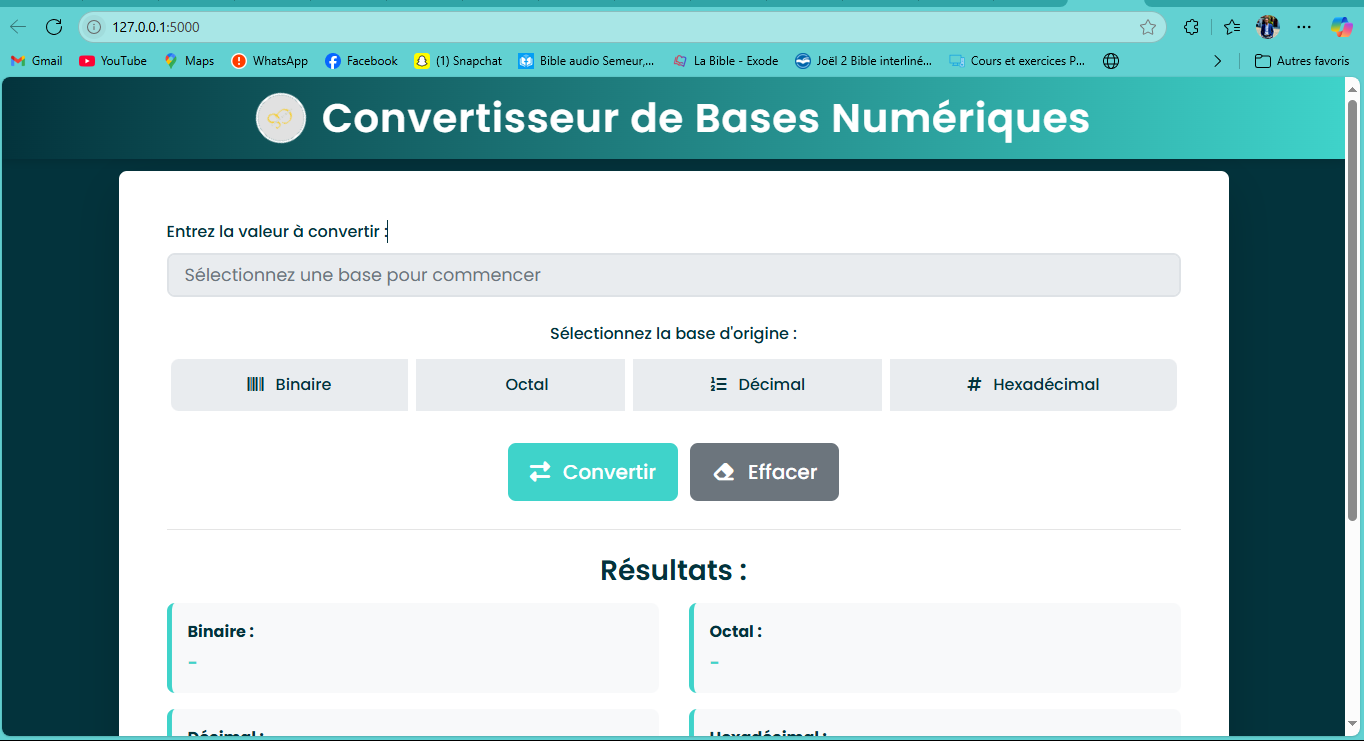 127.0.0.1:5000
Gmail YouTube Maps WhatsApp Facebook (1) Snapchat Bible audio Semeur,... La Bible - Exode Joël 2 Bible interliné... Cours et exercices P... Autres favoris
Convertisseur de Bases Numériques
Entrez la valeur à convertir :
Sélectionnez une base pour commencer
Sélectionnez la base d'origine :
Binaire Octal Décimal # Hexadécimal
Convertir Effacer
Résultats :
Binaire : Octal :
- -
Décimal : Hexadécimal :